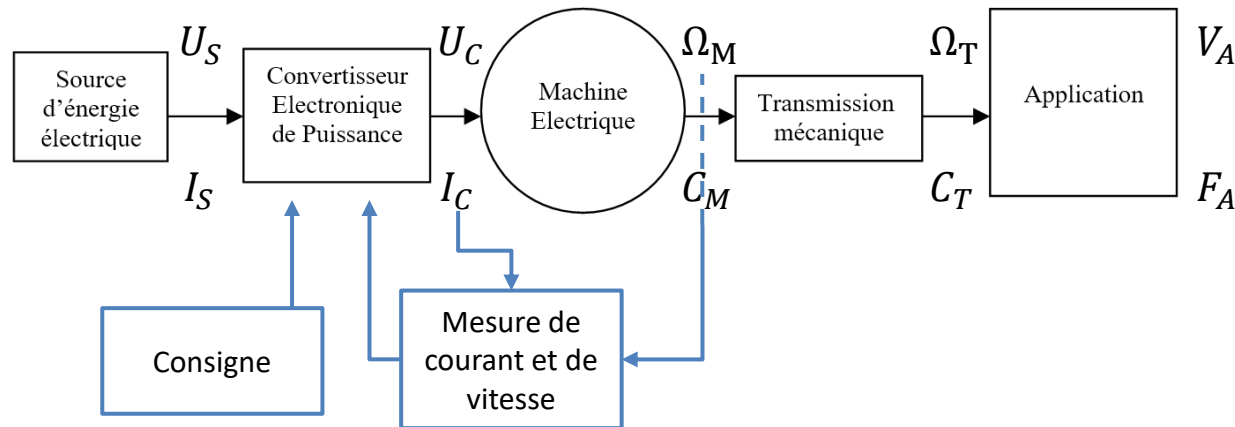 U_S
U_C
Ω_M
Ω_T
V_A
Source
d’énergie
électrique
Convertisseur
Electronique
de Puissance
Machine
Electrique
Transmission
mécanique
Application
I_S
I_C
C_M
C_T
F_A
Consigne
Mesure de
courant et de
vitesse